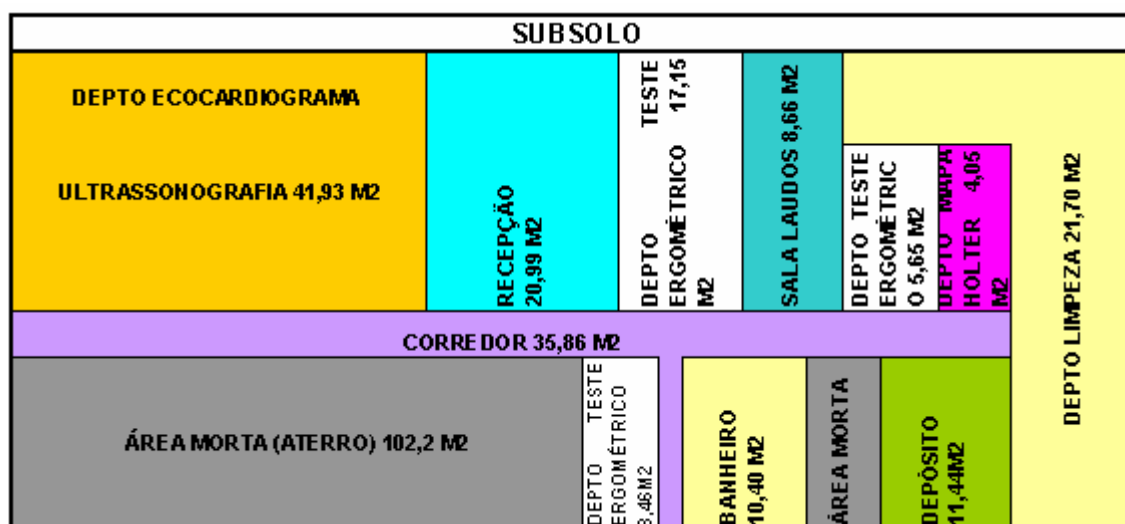 SUBSOLO
DEPTO ECOCARDIOGRAMA
ULTRASSONOGRAFIA 41,93 M2
RECEPÇÃO
20,99 M2
DEPTO TESTE
ERGOMÉTRICO 17,15
M2
SALA LAUDOS 8,66 M2
DEPTO TESTE
ERGOMÉTRIC
O 5,65 M2
DEPTO MAPA
HOLTER 4,05
M2
DEPTO LIMPEZA 21,70 M2
CORREDOR 35,86 M2
ÁREA MORTA (ATERRO) 102,2 M2
DEPTO TESTE
ERGOMÉTRICO
3,46M2
BANHEIRO
10,40 M2
ÁREA MORTA
DEPÓSITO
11,44M2